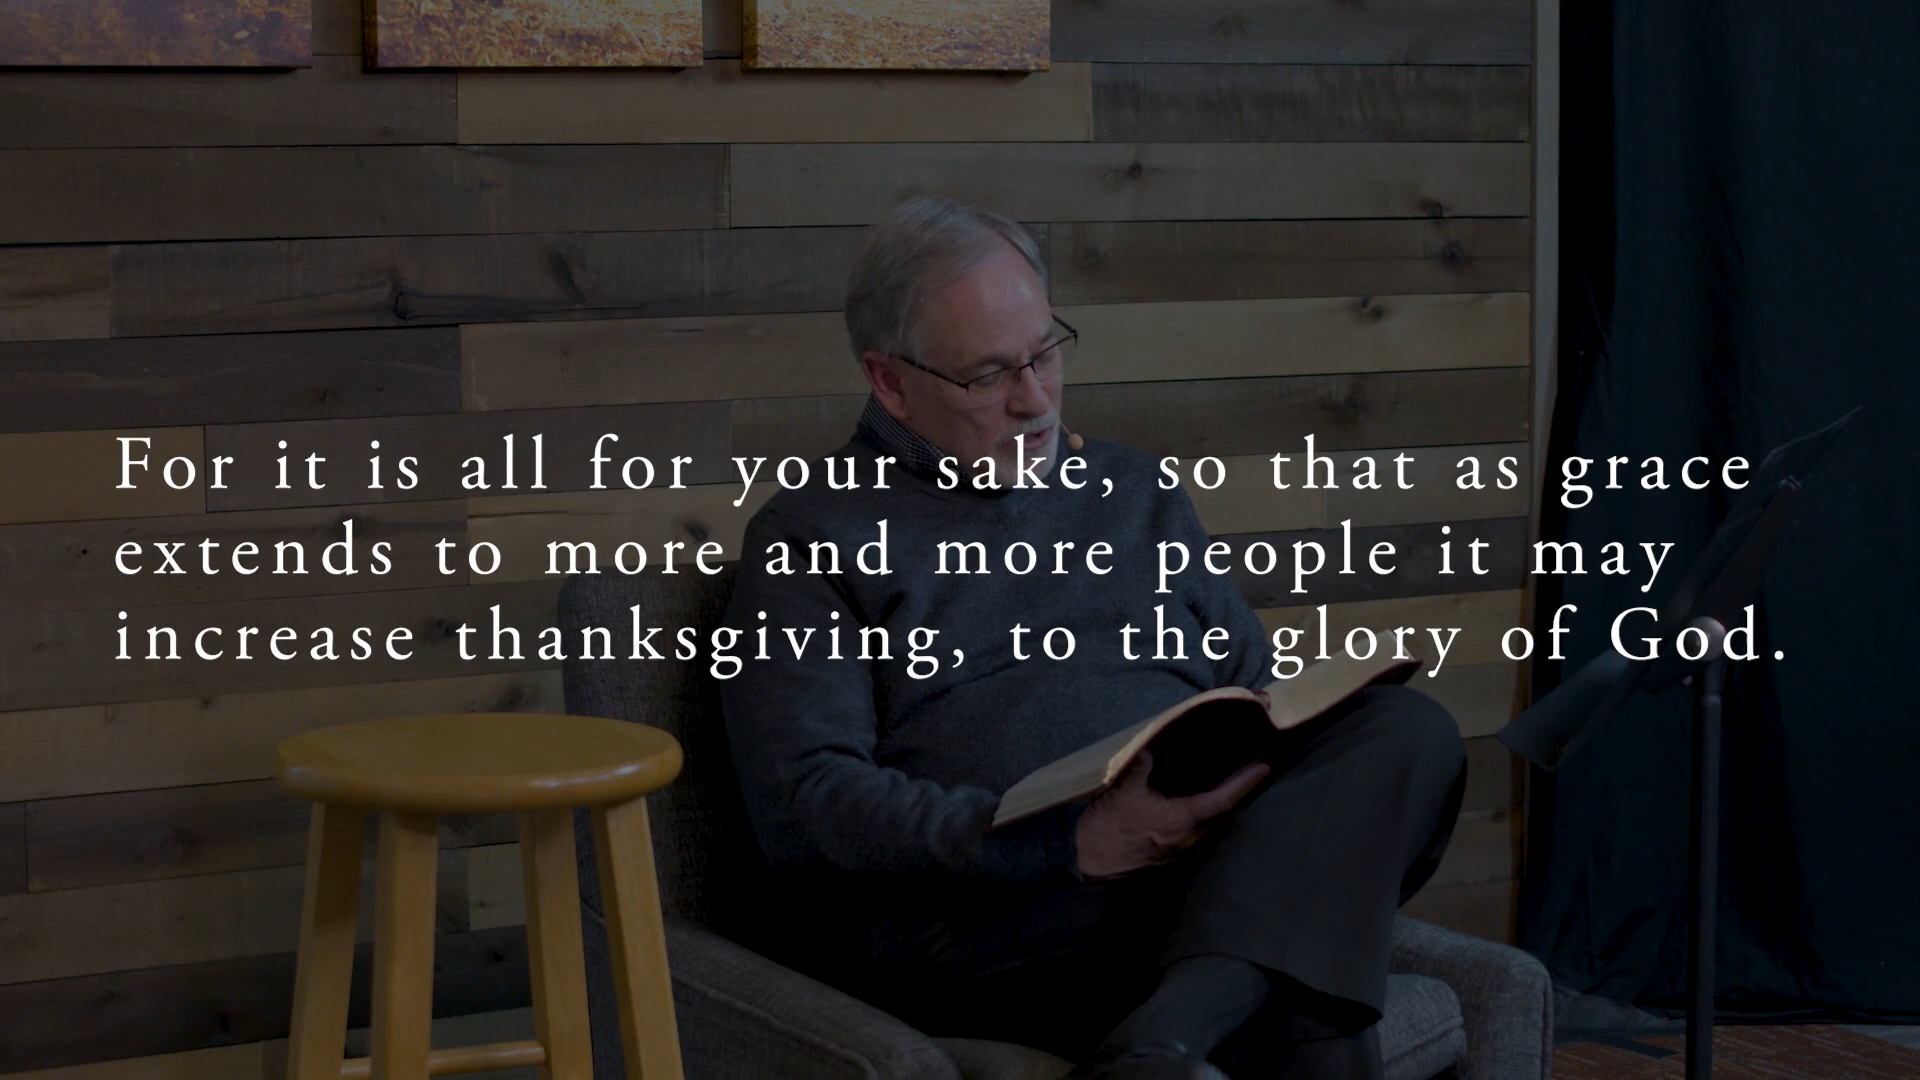 For it is all for your sake, so that as grace
extends to more and more people it may
increase thanksgiving, to the glory of God.